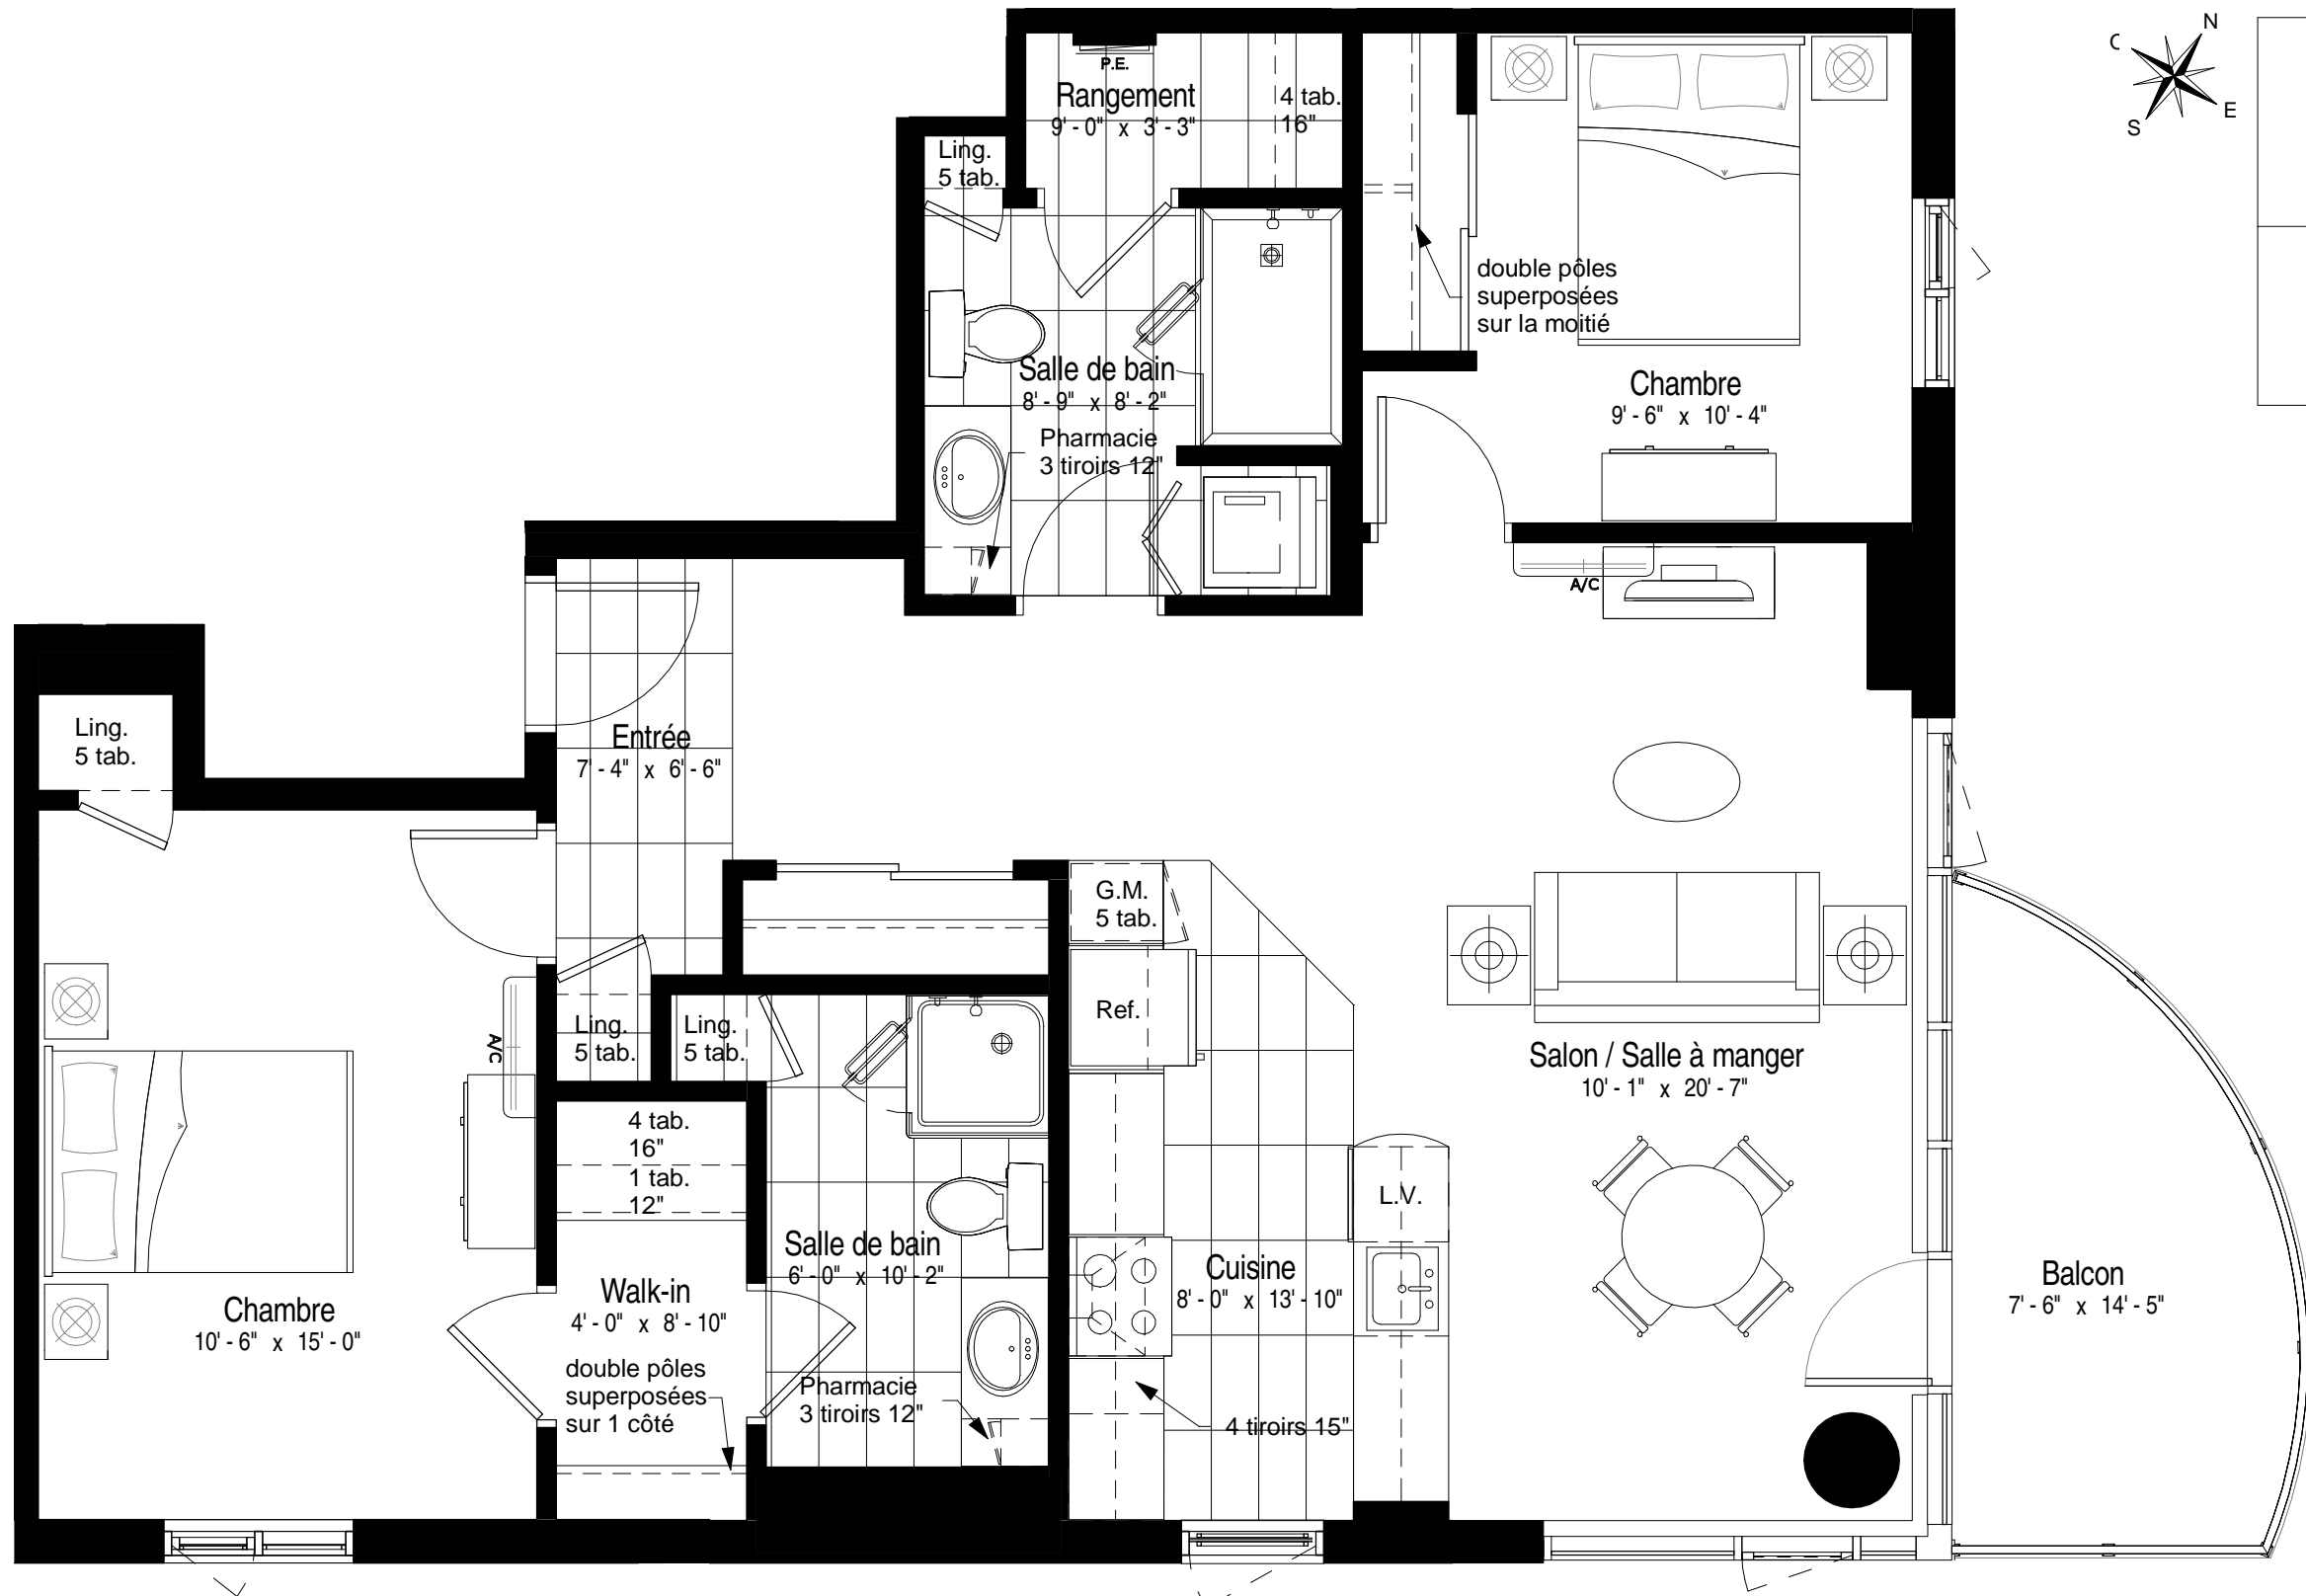 N
E
S
P.E.
Rangement
9' - 0" x 3' - 3"
4 tab.
16"
Ling.
5 tab.
double pôles
superposées
sur la moitié
Salle de bain
8' - 9" x 8' - 2"
Pharmacie
3 tiroirs 12"
Chambre
9' - 6" x 10' - 4"
A/C
Ling.
5 tab.
Entrée
7' - 4" x 6' - 6"
G.M.
5 tab.
Ref.
A/C
Ling.
5 tab.
Ling.
5 tab.
Salon / Salle à manger
10' - 1" x 20' - 7"
4 tab.
16"
1 tab.
12"
L.V.
Salle de bain
6' - 0" x 10' - 2"
Cuisine
8' - 0" x 13' - 10"
Balcon
7' - 6" x 14' - 5"
Walk-in
4' - 0" x 8' - 10"
Chambre
10' - 6" x 15' - 0"
double pôles
superposées
sur 1 côté
Pharmacie
3 tiroirs 12"
4 tiroirs 15"